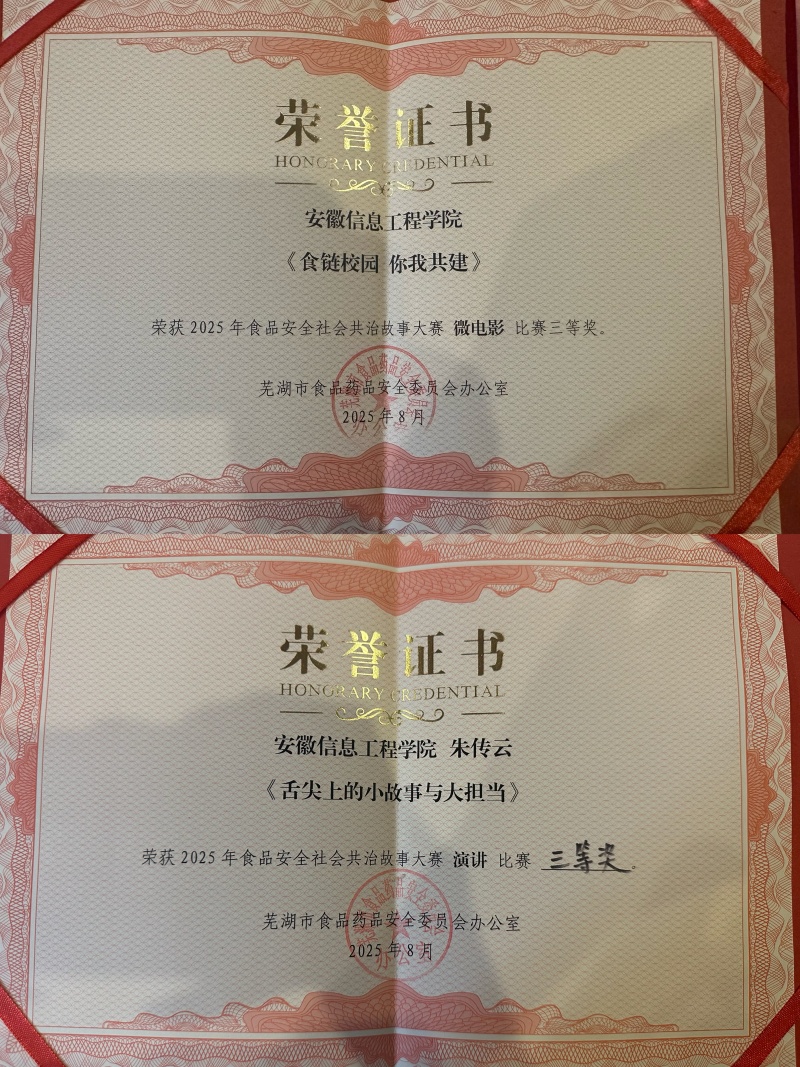 荣誉证书
HONORARY CREDENTIAL
安徽信息工程学院
《食链校园 你我共建》
荣获 2025 年食品安全社会共治故事大赛 微电影 比赛三等奖。
芜湖市食品药品安全委员会办公室
2025 年 8 月
荣誉证书
HONORARY CREDENTIAL
安徽信息工程学院 朱传云
《舌尖上的小故事与大担当》
荣获 2025 年食品安全社会共治故事大赛 演讲 比赛 三等奖。
芜湖市食品药品安全委员会办公室
2025 年 8 月